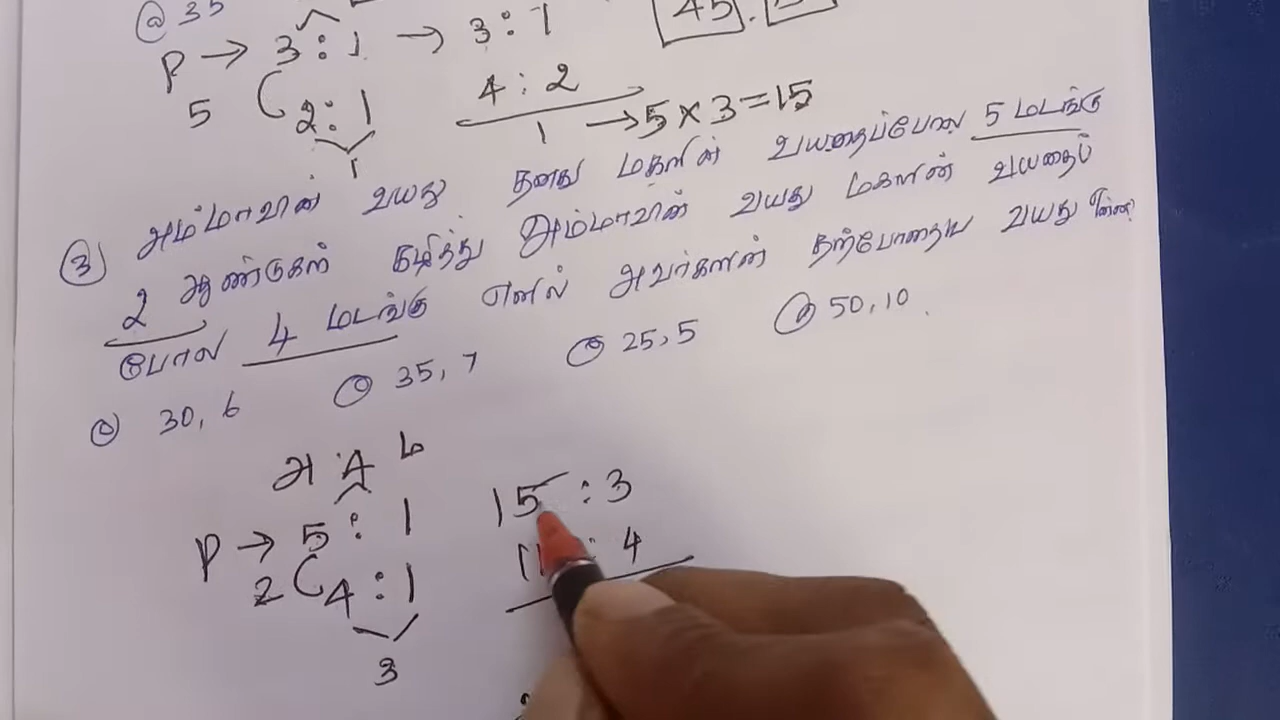 @ 35
P → 3 : 1 → 3 : 1
45
5 2 : 1 4 : 2
1 1 → 5 × 3 = 15
③ அம்மாவின் வயது தனது மகளின் வயதைப்போல 5 மடங்கு
2 ஆண்டுகள் கழித்து அம்மாவின் வயது மகளின் வயதைப்
போல 4 மடங்கு எனில் அவர்களின் தற்போதைய வயது என்ன?
30, 6 35, 7 25, 5 50, 10
அ 4 ம
P → 5 : 1 15 : 3
2 4 : 1 : 4
3